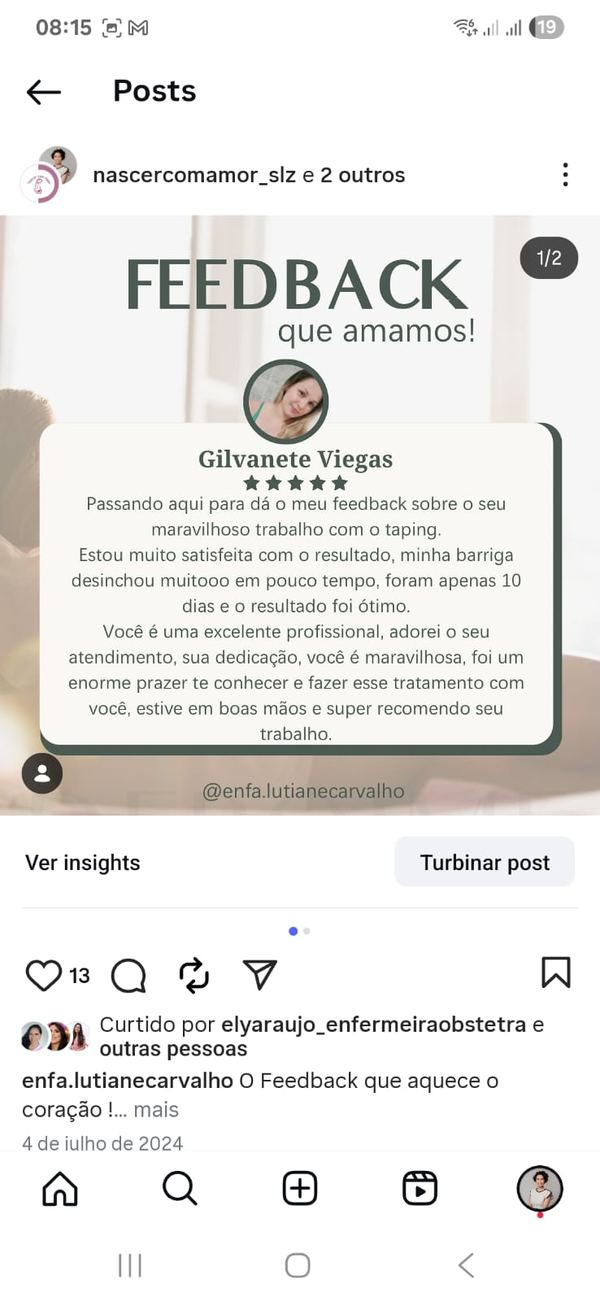 08:15
19
Posts
nascercomamor_slz e 2 outros
1/2
FEEDBACK
que amamos!
Gilvanete Viegas
Passando aqui para dá o meu feedback sobre o seu
maravilhoso trabalho com o taping.
Estou muito satisfeita com o resultado, minha barriga
desinchou muitooo em pouco tempo, foram apenas 10
dias e o resultado foi ótimo.
Você é uma excelente profissional, adorei o seu
atendimento, sua dedicação, você é maravilhosa, foi um
enorme prazer te conhecer e fazer esse tratamento com
você, estive em boas mãos e super recomendo seu
trabalho.
@enfa.lutianecarvalho
Ver insights
Turbinar post
13
Curtido por elyaraujo_enfermeiraobstetra e
outras pessoas
enfa.lutianecarvalho O Feedback que aquece o
coração !... mais
4 de julho de 2024